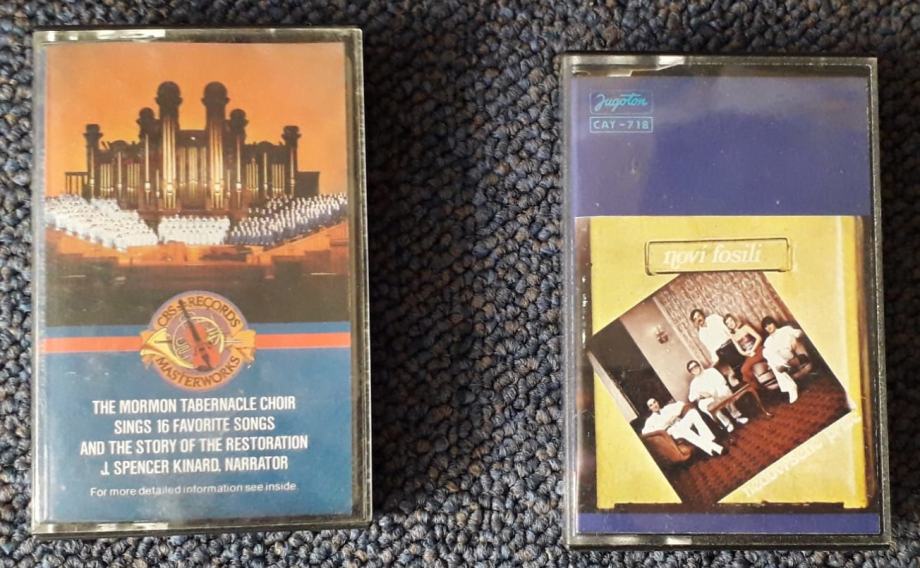 CBS RECORDS
MASTERWORKS
THE MORMON TABERNACLE CHOIR
SINGS 16 FAVORITE SONGS
AND THE STORY OF THE RESTORATION
J. SPENCER KINARD, NARRATOR
For more detailed information see inside.
Jugoton
CAY-718
novi fosili